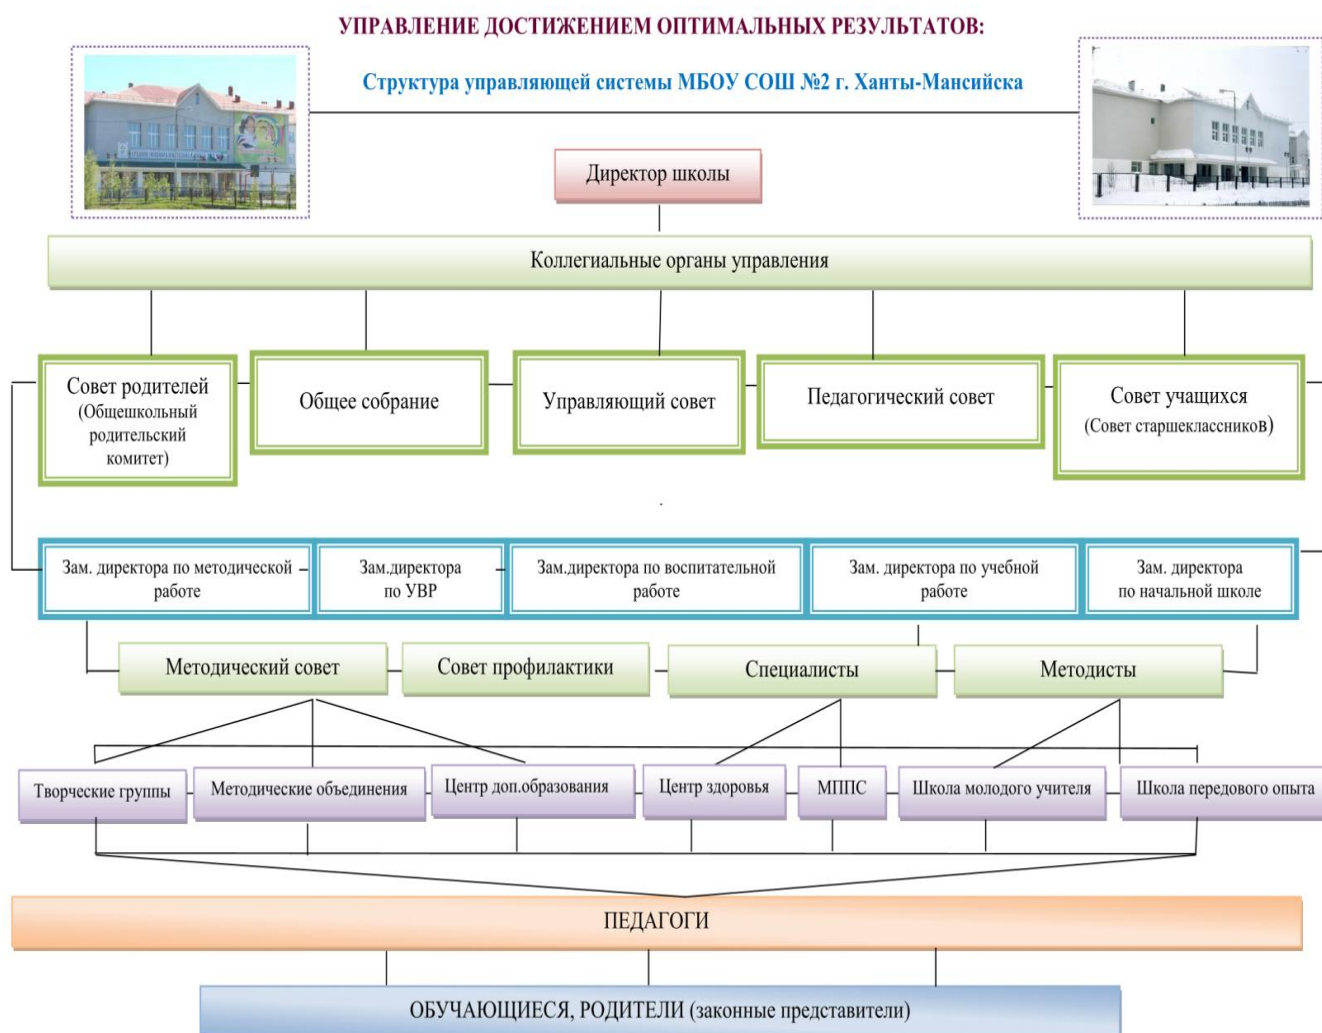 УПРАВЛЕНИЕ ДОСТИЖЕНИЕМ ОПТИМАЛЬНЫХ РЕЗУЛЬТАТОВ:
Структура управляющей системы МБОУ СОШ №2 г. Ханты-Мансийска
Директор школы
Коллегиальные органы управления
Совет родителей
(Общешкольный
родительский
комитет)
Общее собрание
Управляющий совет
Педагогический совет
Совет учащихся
(Совет старшеклассников)
Зам. директора по методической
работе
Зам.директора
по УВР
Зам.директора по воспитательной
работе
Зам. директора по учебной
работе
Зам. директора
по начальной школе
Методический совет
Совет профилактики
Специалисты
Методисты
Творческие группы
Методические объединения
Центр доп.образования
Центр здоровья
МППС
Школа молодого учителя
Школа передового опыта
ПЕДАГОГИ
ОБУЧАЮЩИЕСЯ, РОДИТЕЛИ (законные представители)